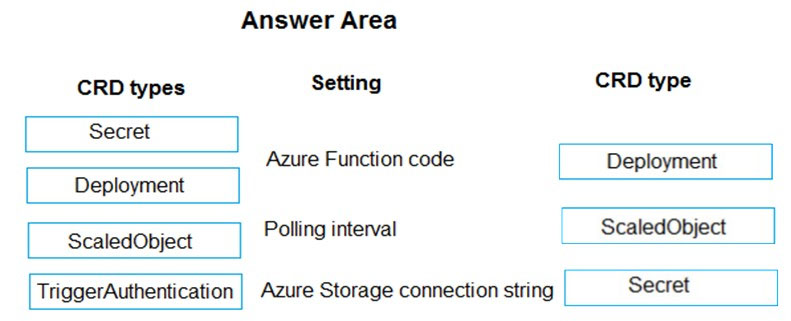 Answer Area
CRD types Setting CRD type
Secret
Azure Function code Deployment
Deployment
Polling interval ScaledObject
ScaledObject
TriggerAuthentication Azure Storage connection string Secret